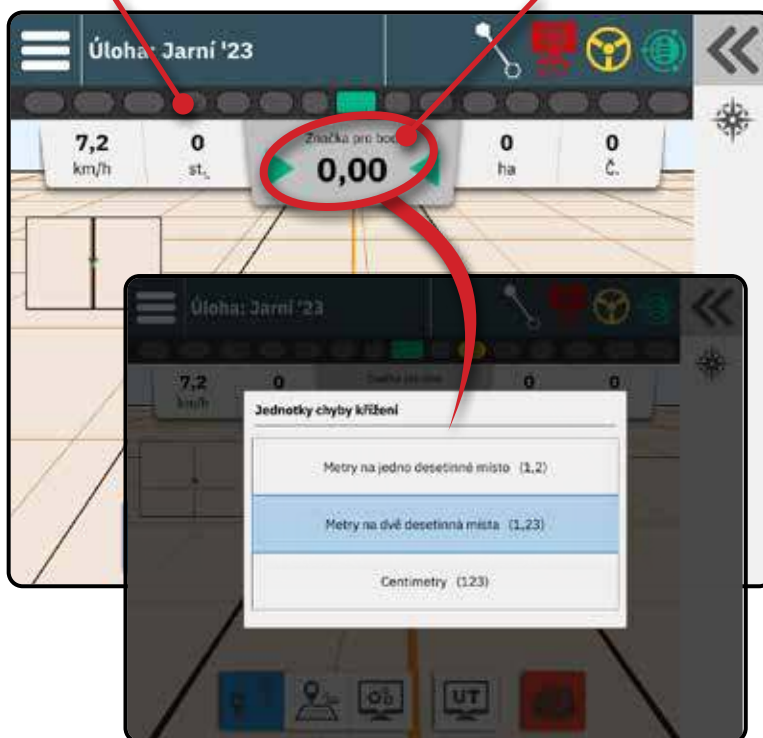 Úloha: Jarní '23
7,2
km/h
0
st.
Značka pro bod
0,00
0
ha
0
Č.
Úloha: Jarní '23
7,2
km/h
0
0
0
Jednotky chyby křížení
Metry na jedno desetinné místo (1,2)
Metry na dvě desetinná místa (1,23)
Centimetry (123)
UT